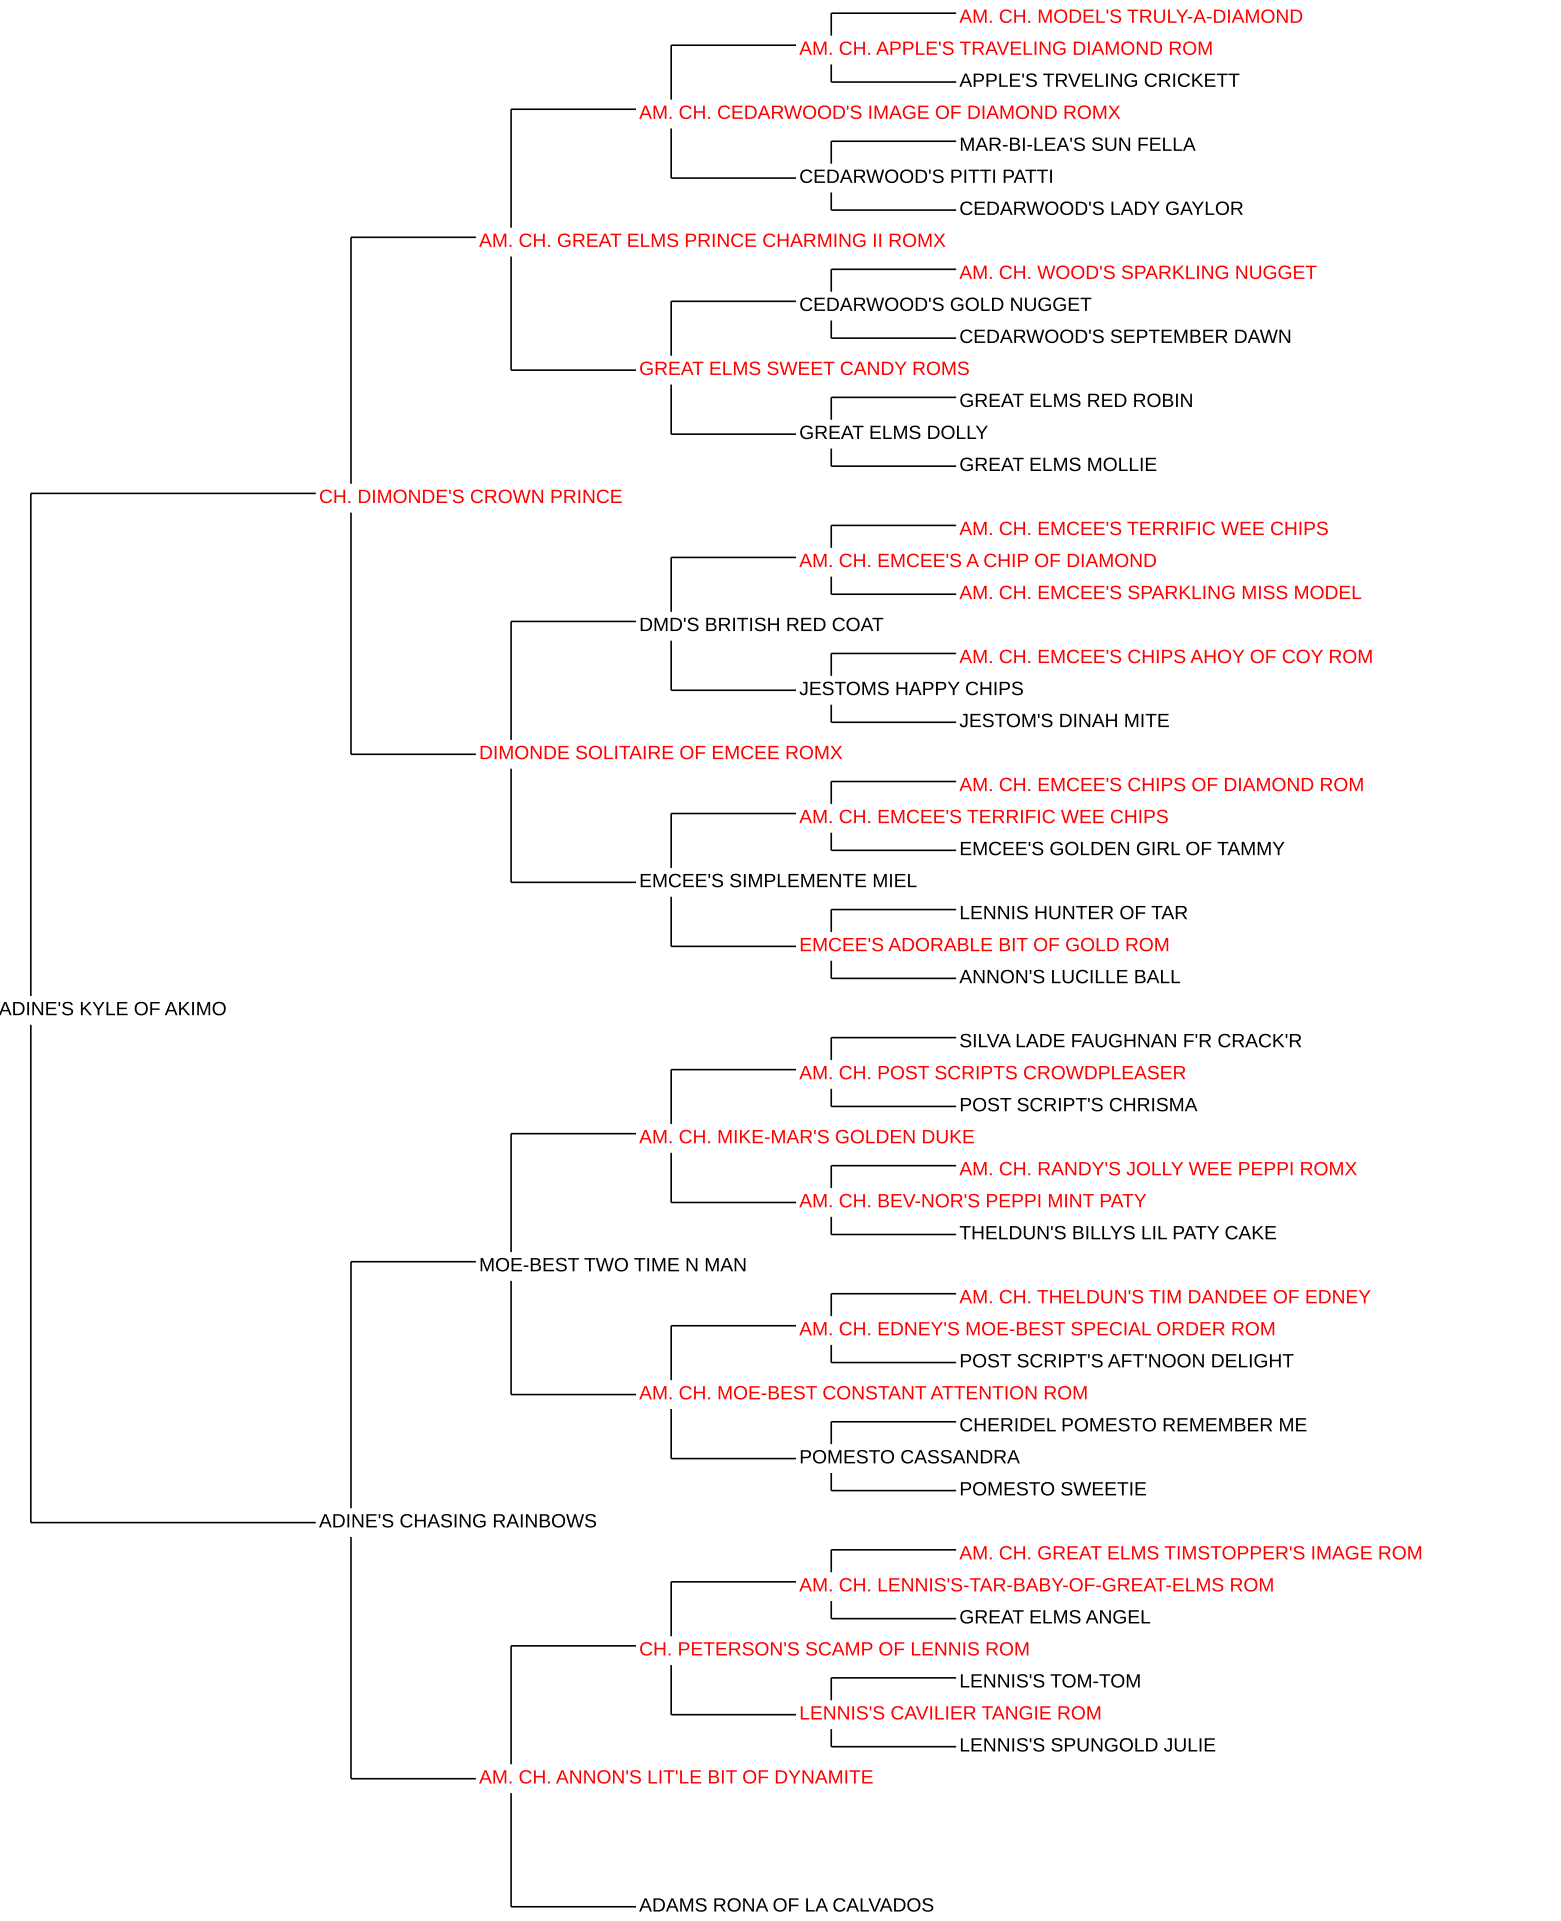 AM. CH. MODEL'S TRULY-A-DIAMOND
AM. CH. APPLE'S TRAVELING DIAMOND ROM
APPLE'S TRVELING CRICKETT
AM. CH. CEDARWOOD'S IMAGE OF DIAMOND ROMX
MAR-BI-LEA'S SUN FELLA
CEDARWOOD'S PITTI PATTI
CEDARWOOD'S LADY GAYLOR
AM. CH. GREAT ELMS PRINCE CHARMING II ROMX
AM. CH. WOOD'S SPARKLING NUGGET
CEDARWOOD'S GOLD NUGGET
CEDARWOOD'S SEPTEMBER DAWN
GREAT ELMS SWEET CANDY ROMS
GREAT ELMS RED ROBIN
GREAT ELMS DOLLY
GREAT ELMS MOLLIE
CH. DIMONDE'S CROWN PRINCE
AM. CH. EMCEE'S TERRIFIC WEE CHIPS
AM. CH. EMCEE'S A CHIP OF DIAMOND
AM. CH. EMCEE'S SPARKLING MISS MODEL
DMD'S BRITISH RED COAT
AM. CH. EMCEE'S CHIPS AHOY OF COY ROM
JESTOMS HAPPY CHIPS
JESTOM'S DINAH MITE
DIMONDE SOLITAIRE OF EMCEE ROMX
AM. CH. EMCEE'S CHIPS OF DIAMOND ROM
AM. CH. EMCEE'S TERRIFIC WEE CHIPS
EMCEE'S GOLDEN GIRL OF TAMMY
EMCEE'S SIMPLEMENTE MIEL
LENNIS HUNTER OF TAR
EMCEE'S ADORABLE BIT OF GOLD ROM
ANNON'S LUCILLE BALL
ADINE'S KYLE OF AKIMO
SILVA LADE FAUGHNAN F'R CRACK'R
AM. CH. POST SCRIPTS CROWDPLEASER
POST SCRIPT'S CHRISMA
AM. CH. MIKE-MAR'S GOLDEN DUKE
AM. CH. RANDY'S JOLLY WEE PEPPI ROMX
AM. CH. BEV-NOR'S PEPPI MINT PATY
THELDUN'S BILLYS LIL PATY CAKE
MOE-BEST TWO TIME N MAN
AM. CH. THELDUN'S TIM DANDEE OF EDNEY
AM. CH. EDNEY'S MOE-BEST SPECIAL ORDER ROM
POST SCRIPT'S AFT'NOON DELIGHT
AM. CH. MOE-BEST CONSTANT ATTENTION ROM
CHERIDEL POMESTO REMEMBER ME
POMESTO CASSANDRA
POMESTO SWEETIE
ADINE'S CHASING RAINBOWS
AM. CH. GREAT ELMS TIMSTOPPER'S IMAGE ROM
AM. CH. LENNIS'S-TAR-BABY-OF-GREAT-ELMS ROM
GREAT ELMS ANGEL
CH. PETERSON'S SCAMP OF LENNIS ROM
LENNIS'S TOM-TOM
LENNIS'S CAVILIER TANGIE ROM
LENNIS'S SPUNGOLD JULIE
AM. CH. ANNON'S LIT'LE BIT OF DYNAMITE
ADAMS RONA OF LA CALVADOS